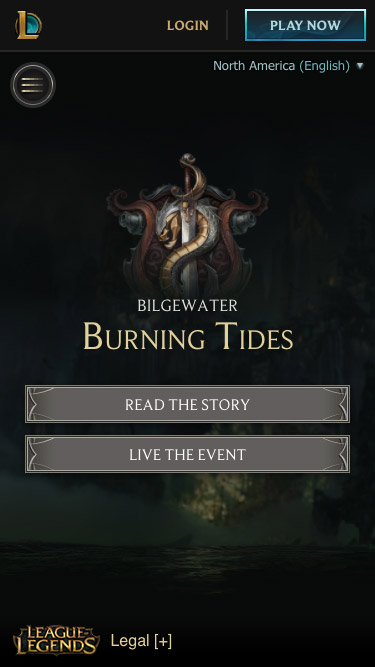 LOGIN
PLAY NOW
North America (English) ▼
BILGEWATER
BURNING TIDES
READ THE STORY
LIVE THE EVENT
LEAGUE OF
LEGENDS
Legal [+]